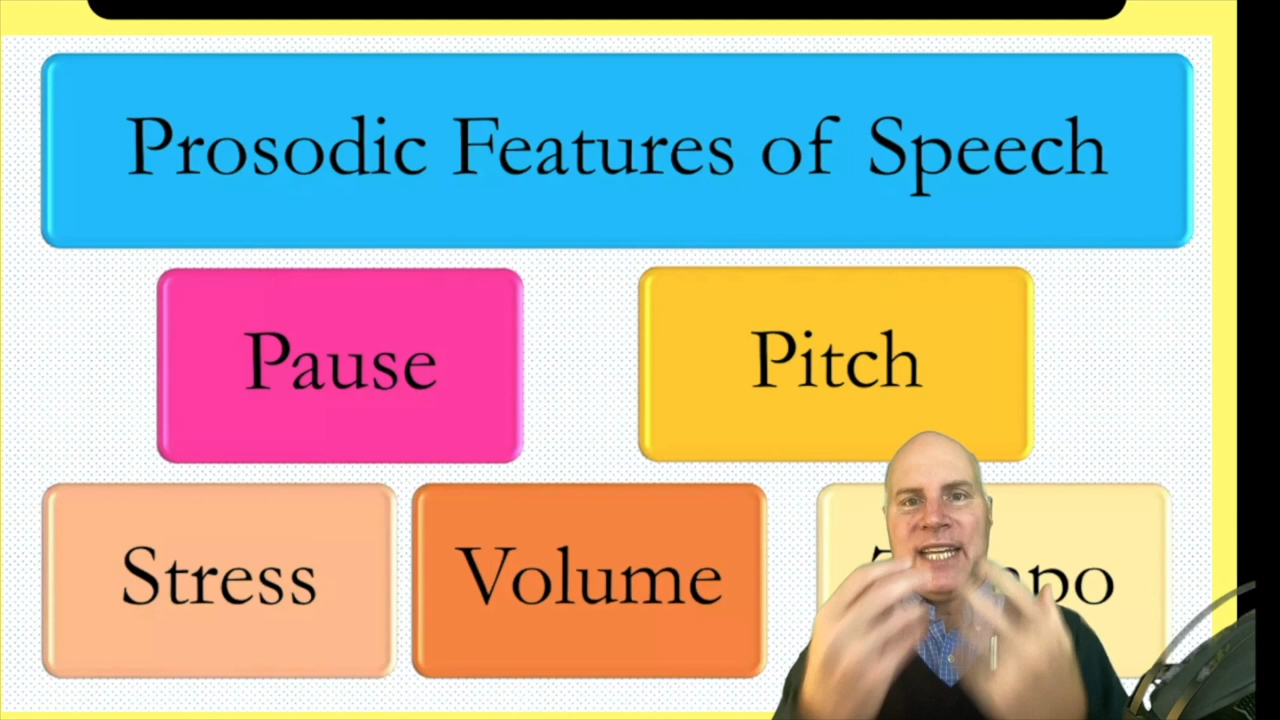 Prosodic Features of Speech
Pause
Pitch
Stress
Volume